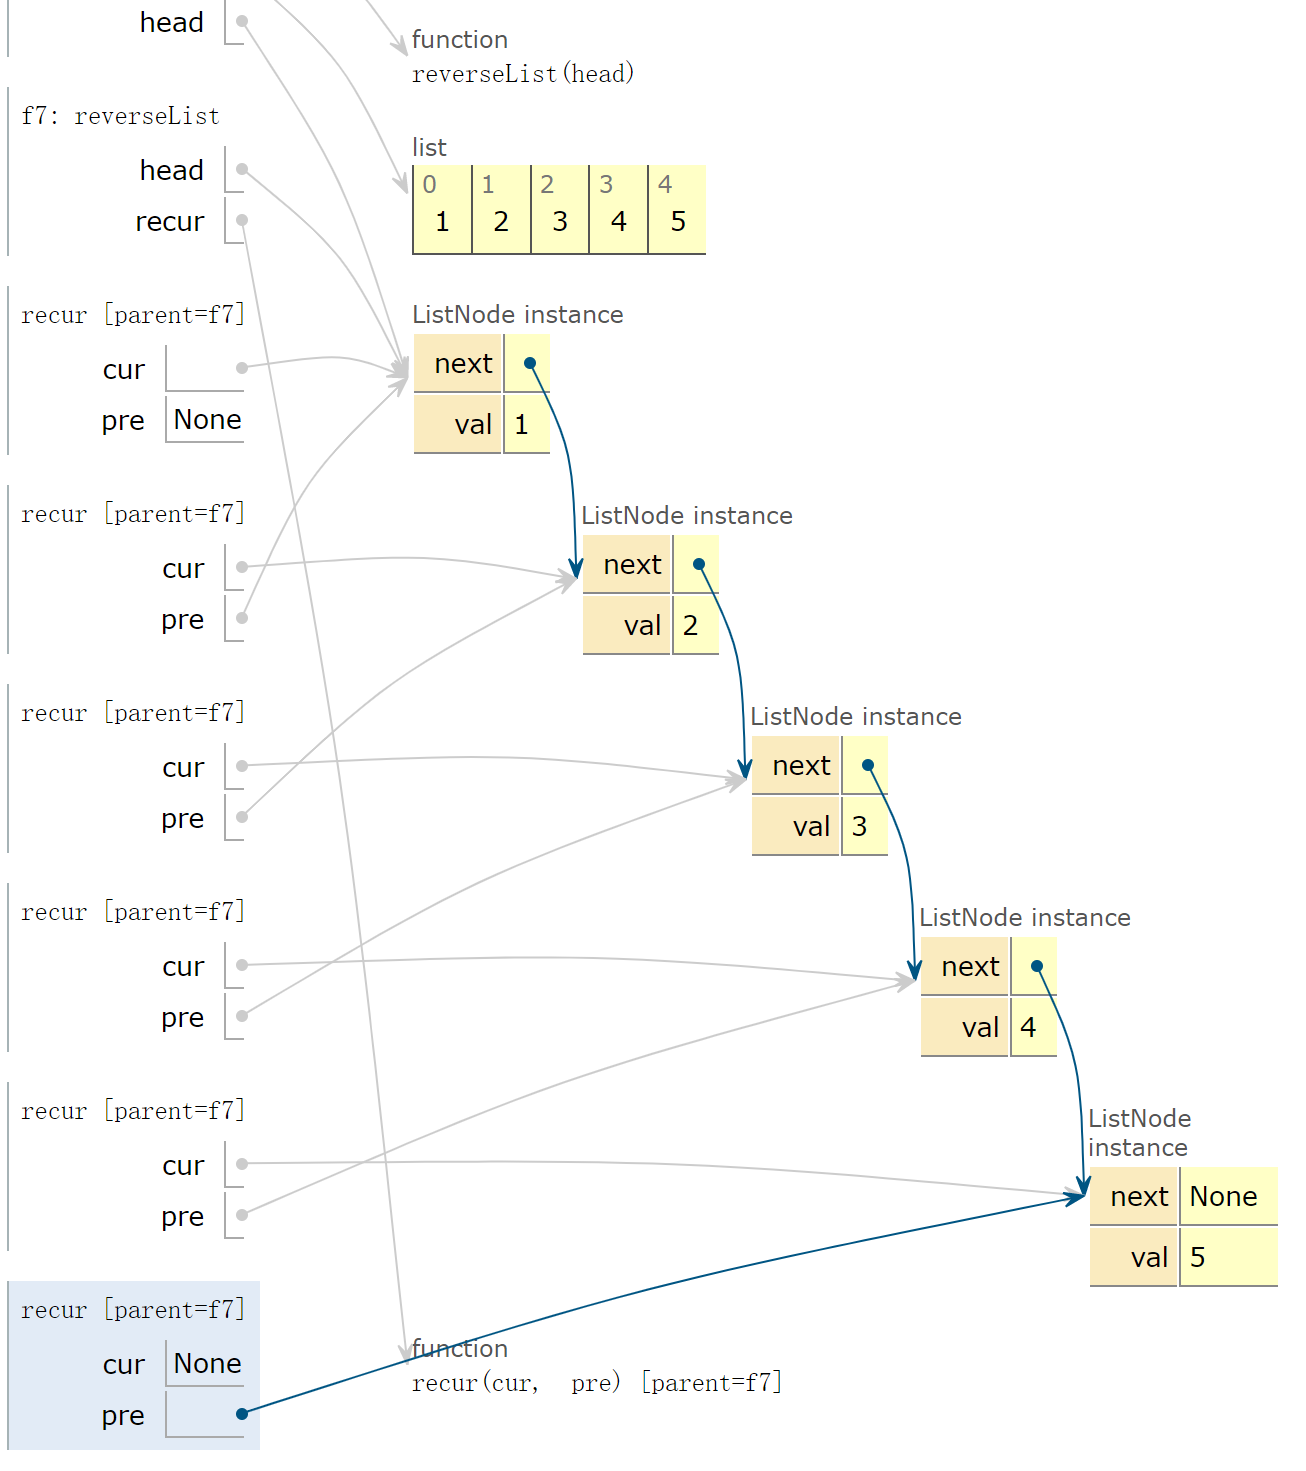 head
f7: reverseList
head
recur
recur [parent=f7]
cur
pre None
recur [parent=f7]
cur
pre
recur [parent=f7]
cur
pre
recur [parent=f7]
cur
pre
recur [parent=f7]
cur
pre
recur [parent=f7]
cur None
pre
function
reverseList(head)
list
0 1 2 3 4
1 2 3 4 5
ListNode instance
next
val 1
ListNode instance
next
val 2
ListNode instance
next
val 3
ListNode instance
next
val 4
ListNode
instance
next None
val 5
function
recur(cur, pre) [parent=f7]